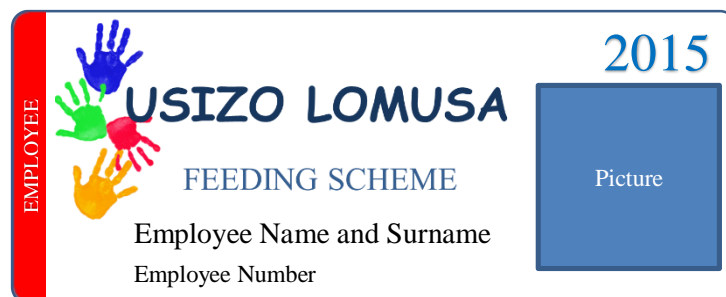 EMPLOYEE
2015
USIZO LOMUSA
FEEDING SCHEME
Picture
Employee Name and Surname
Employee Number